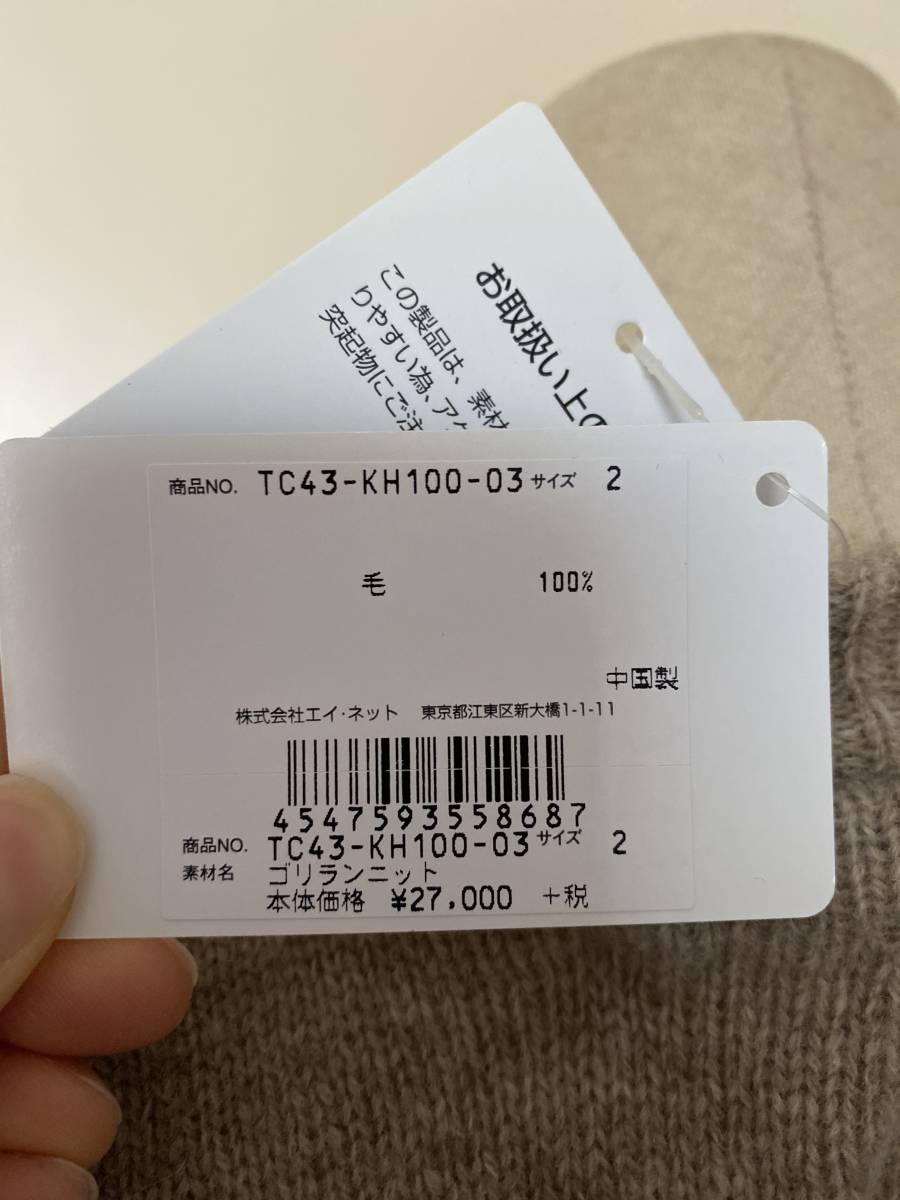 お取扱い上の
この製品は、素材
りやすい為、アク
突起物にご注
商品NO. TC43-KH100-03 サイズ 2
毛 100%
中国製
株式会社エイ・ネット 東京都江東区新大橋1-1-11
4547593558687
商品NO. TC43-KH100-03 サイズ 2
素材名 ゴリランニット
本体価格 ¥27,000 +税